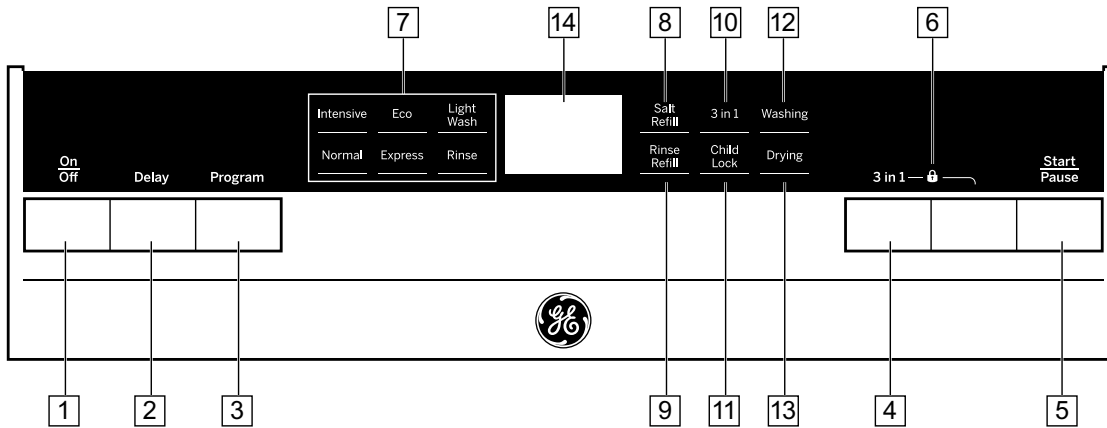 7
14
8
10
12
6
Intensive
Eco
Light
Wash
Normal
Express
Rinse
Salt
Refill
3 in 1
Washing
Rinse
Refill
Child
Lock
Drying
On
Off
Delay
Program
3 in 1
Start
Pause
GE
1
2
3
9
11
13
4
5